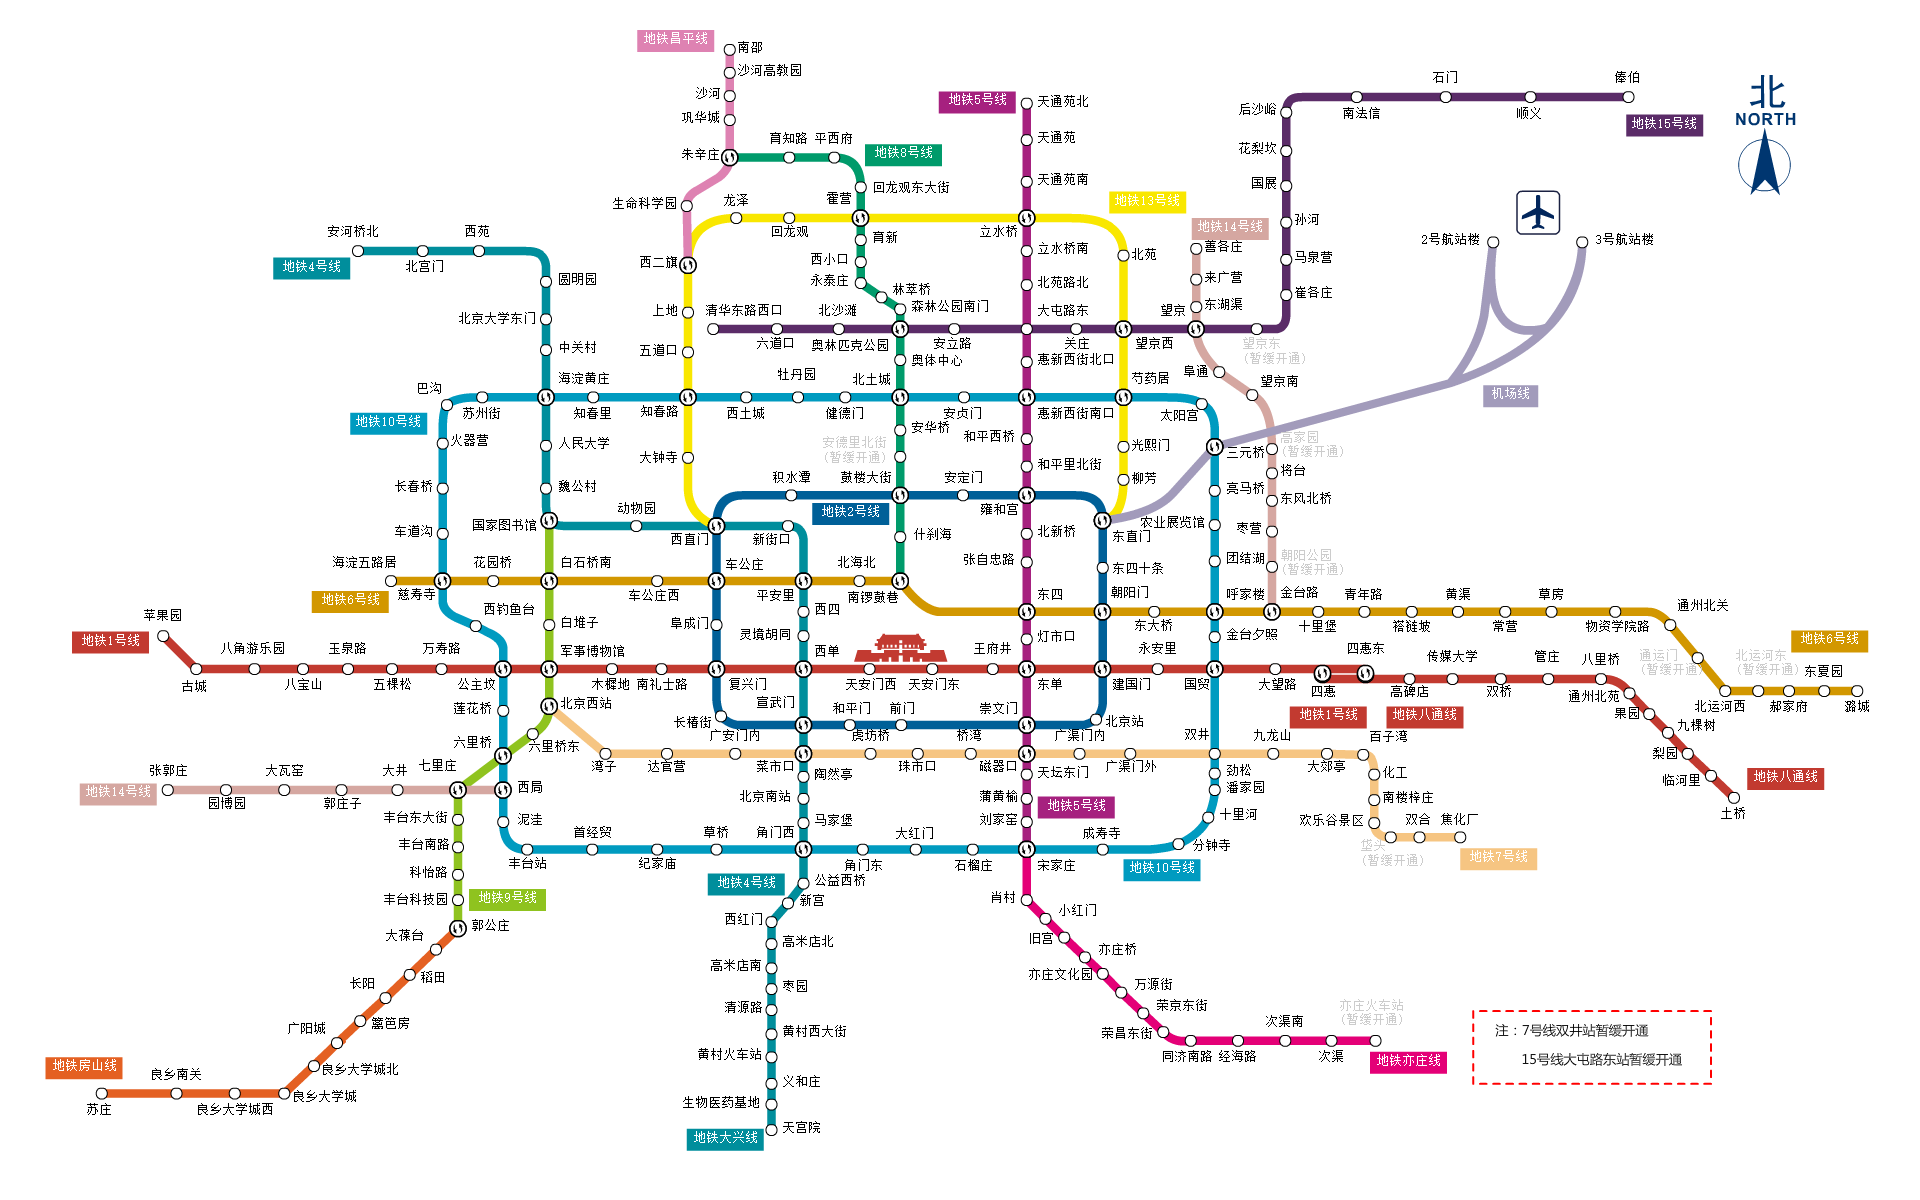 地铁昌平线
南邵
沙河高教园
沙河
巩华城
朱辛庄
育知路
平西府
地铁8号线
回龙观东大街
霍营
育新
西小口
永泰庄
林萃桥
森林公园南门
生命科学园
龙泽
回龙观
西二旗
地铁5号线
天通苑北
天通苑
天通苑南
立水桥
立水桥南
北苑路北
大屯路东
惠新西街北口
惠新西街南口
地铁13号线
北苑
地铁14号线
善各庄
来广营
东湖渠
望京
后沙峪
花梨坎
国展
孙河
马泉营
崔各庄
南法信
石门
顺义
俸伯
地铁15号线
北
NORTH
2号航站楼
3号航站楼
机场线
安河桥北
地铁4号线
北宫门
西苑
圆明园
北京大学东门
中关村
海淀黄庄
上地
五道口
清华东路西口
六道口
北沙滩
奥林匹克公园
安立路
关庄
望京西
望京东
（暂缓开通）
奥体中心
阜通
望京南
巴沟
苏州街
地铁10号线
火器营
知春里
知春路
西土城
牡丹园
健德门
北土城
安贞门
芍药居
太阳宫
人民大学
魏公村
大钟寺
安华桥
安德里北街
（暂缓开通）
和平西桥
和平里北街
光熙门
柳芳
三元桥
高家园
（暂缓开通）
将台
东风北桥
枣营
朝阳公园
（暂缓开通）
亮马桥
农业展览馆
团结湖
呼家楼
金台路
长春桥
车道沟
国家图书馆
动物园
西直门
新街口
积水潭
地铁2号线
鼓楼大街
安定门
雍和宫
北新桥
张自忠路
东直门
东四十条
朝阳门
什刹海
海淀五路居
地铁6号线
慈寿寺
花园桥
白石桥南
车公庄西
车公庄
平安里
北海北
南锣鼓巷
东四
东大桥
十里堡
青年路
褡裢坡
黄渠
常营
草房
物资学院路
通州北关
通运门
（暂缓开通）
北运河西
北运河东
（暂缓开通）
郝家府
东夏园
潞城
地铁6号线
西钓鱼台
白堆子
阜成门
西四
灵境胡同
灯市口
金台夕照
苹果园
地铁1号线
古城
八角游乐园
八宝山
玉泉路
五棵松
万寿路
公主坟
军事博物馆
木樨地
南礼士路
复兴门
西单
天安门西
天安门东
王府井
东单
建国门
永安里
国贸
大望路
四惠
四惠东
地铁1号线
地铁八通线
高碑店
传媒大学
双桥
管庄
八里桥
通州北苑
果园
九棵树
梨园
临河里
土桥
地铁八通线
莲花桥
北京西站
六里桥
六里桥东
七里庄
长椿街
宣武门
和平门
前门
崇文门
北京站
湾子
达官营
广安门内
菜市口
虎坊桥
珠市口
桥湾
磁器口
广渠门内
广渠门外
双井
九龙山
大郊亭
百子湾
化工
南楼梓庄
欢乐谷景区
垡头
（暂缓开通）
双合
焦化厂
地铁7号线
张郭庄
地铁14号线
园博园
大瓦窑
郭庄子
大井
西局
陶然亭
北京南站
马家堡
角门西
天坛东门
蒲黄榆
地铁5号线
刘家窑
宋家庄
劲松
潘家园
十里河
分钟寺
成寿寺
地铁10号线
泥洼
丰台站
首经贸
纪家庙
草桥
角门东
大红门
石榴庄
丰台东大街
丰台南路
科怡路
丰台科技园
地铁9号线
郭公庄
大葆台
稻田
长阳
篱笆房
广阳城
良乡大学城北
良乡大学城
良乡大学城西
良乡南关
苏庄
地铁房山线
地铁4号线
公益西桥
新宫
西红门
高米店北
高米店南
枣园
清源路
黄村西大街
黄村火车站
义和庄
生物医药基地
天宫院
地铁大兴线
肖村
小红门
旧宫
亦庄桥
亦庄文化园
万源街
荣京东街
荣昌东街
同济南路
经海路
次渠南
次渠
亦庄火车站
（暂缓开通）
地铁亦庄线
注：7号线双井站暂缓开通
15号线大屯路东站暂缓开通